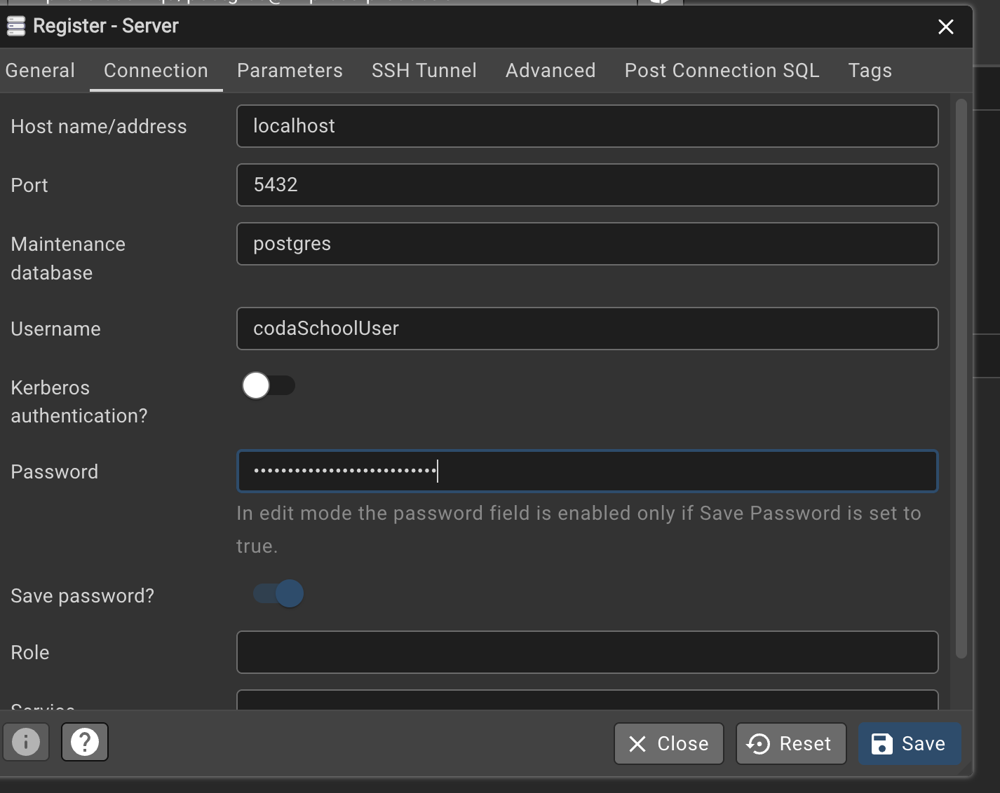 Register - Server
General Connection Parameters SSH Tunnel Advanced Post Connection SQL Tags
Host name/address localhost
Port 5432
Maintenance database postgres
Username codaSchoolUser
Kerberos authentication?
Password •••••••••••••••••••••••••••
In edit mode the password field is enabled only if Save Password is set to
true.
Save password?
Role
Service
Close Reset Save